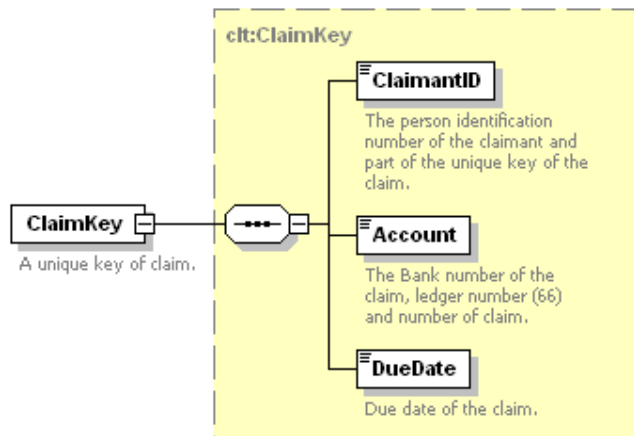 clt:ClaimKey
ClaimantID
The person identification
number of the claimant and
part of the unique key of the
claim.
ClaimKey
A unique key of claim.
Account
The Bank number of the
claim, ledger number (66)
and number of claim.
DueDate
Due date of the claim.